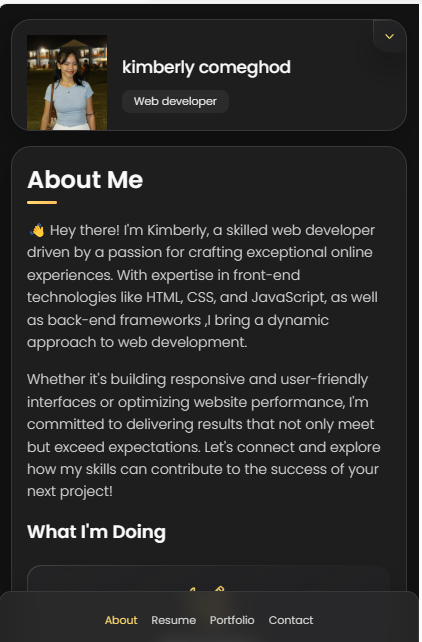 kimberly comeghod
Web developer
About Me
👋 Hey there! I'm Kimberly, a skilled web developer
driven by a passion for crafting exceptional online
experiences. With expertise in front-end
technologies like HTML, CSS, and JavaScript, as well
as back-end frameworks ,I bring a dynamic
approach to web development.
Whether it's building responsive and user-friendly
interfaces or optimizing website performance, I'm
committed to delivering results that not only meet
but exceed expectations. Let's connect and explore
how my skills can contribute to the success of your
next project!
What I'm Doing
About Resume Portfolio Contact